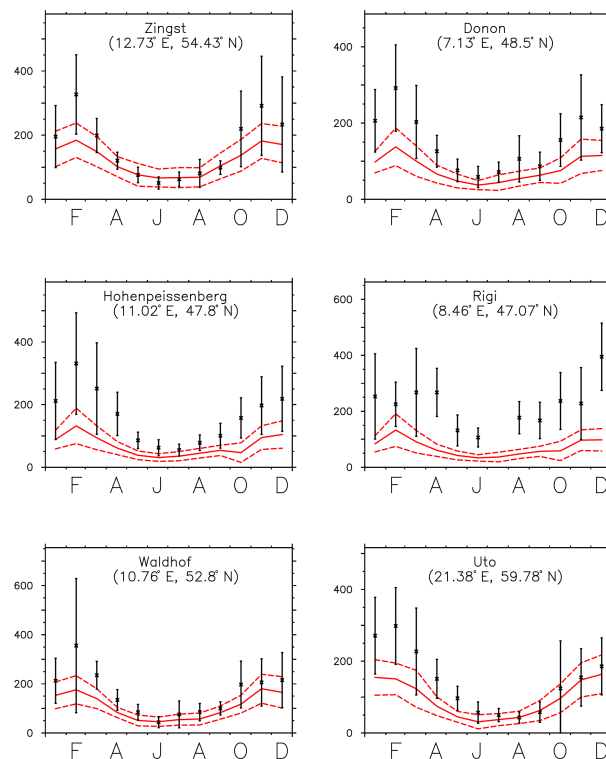 Zingst
(12.73° E, 54.43° N)
400
200
0
F A J A O D
Donon
(7.13° E, 48.5° N)
400
200
0
F A J A O D
Hohenpeissenberg
(11.02° E, 47.8° N)
400
200
0
F A J A O D
Rigi
(8.46° E, 47.07° N)
600
400
200
0
F A J A O D
Waldhof
(10.76° E, 52.8° N)
600
400
200
0
F A J A O D
Uto
(21.38° E, 59.78° N)
400
200
0
F A J A O D